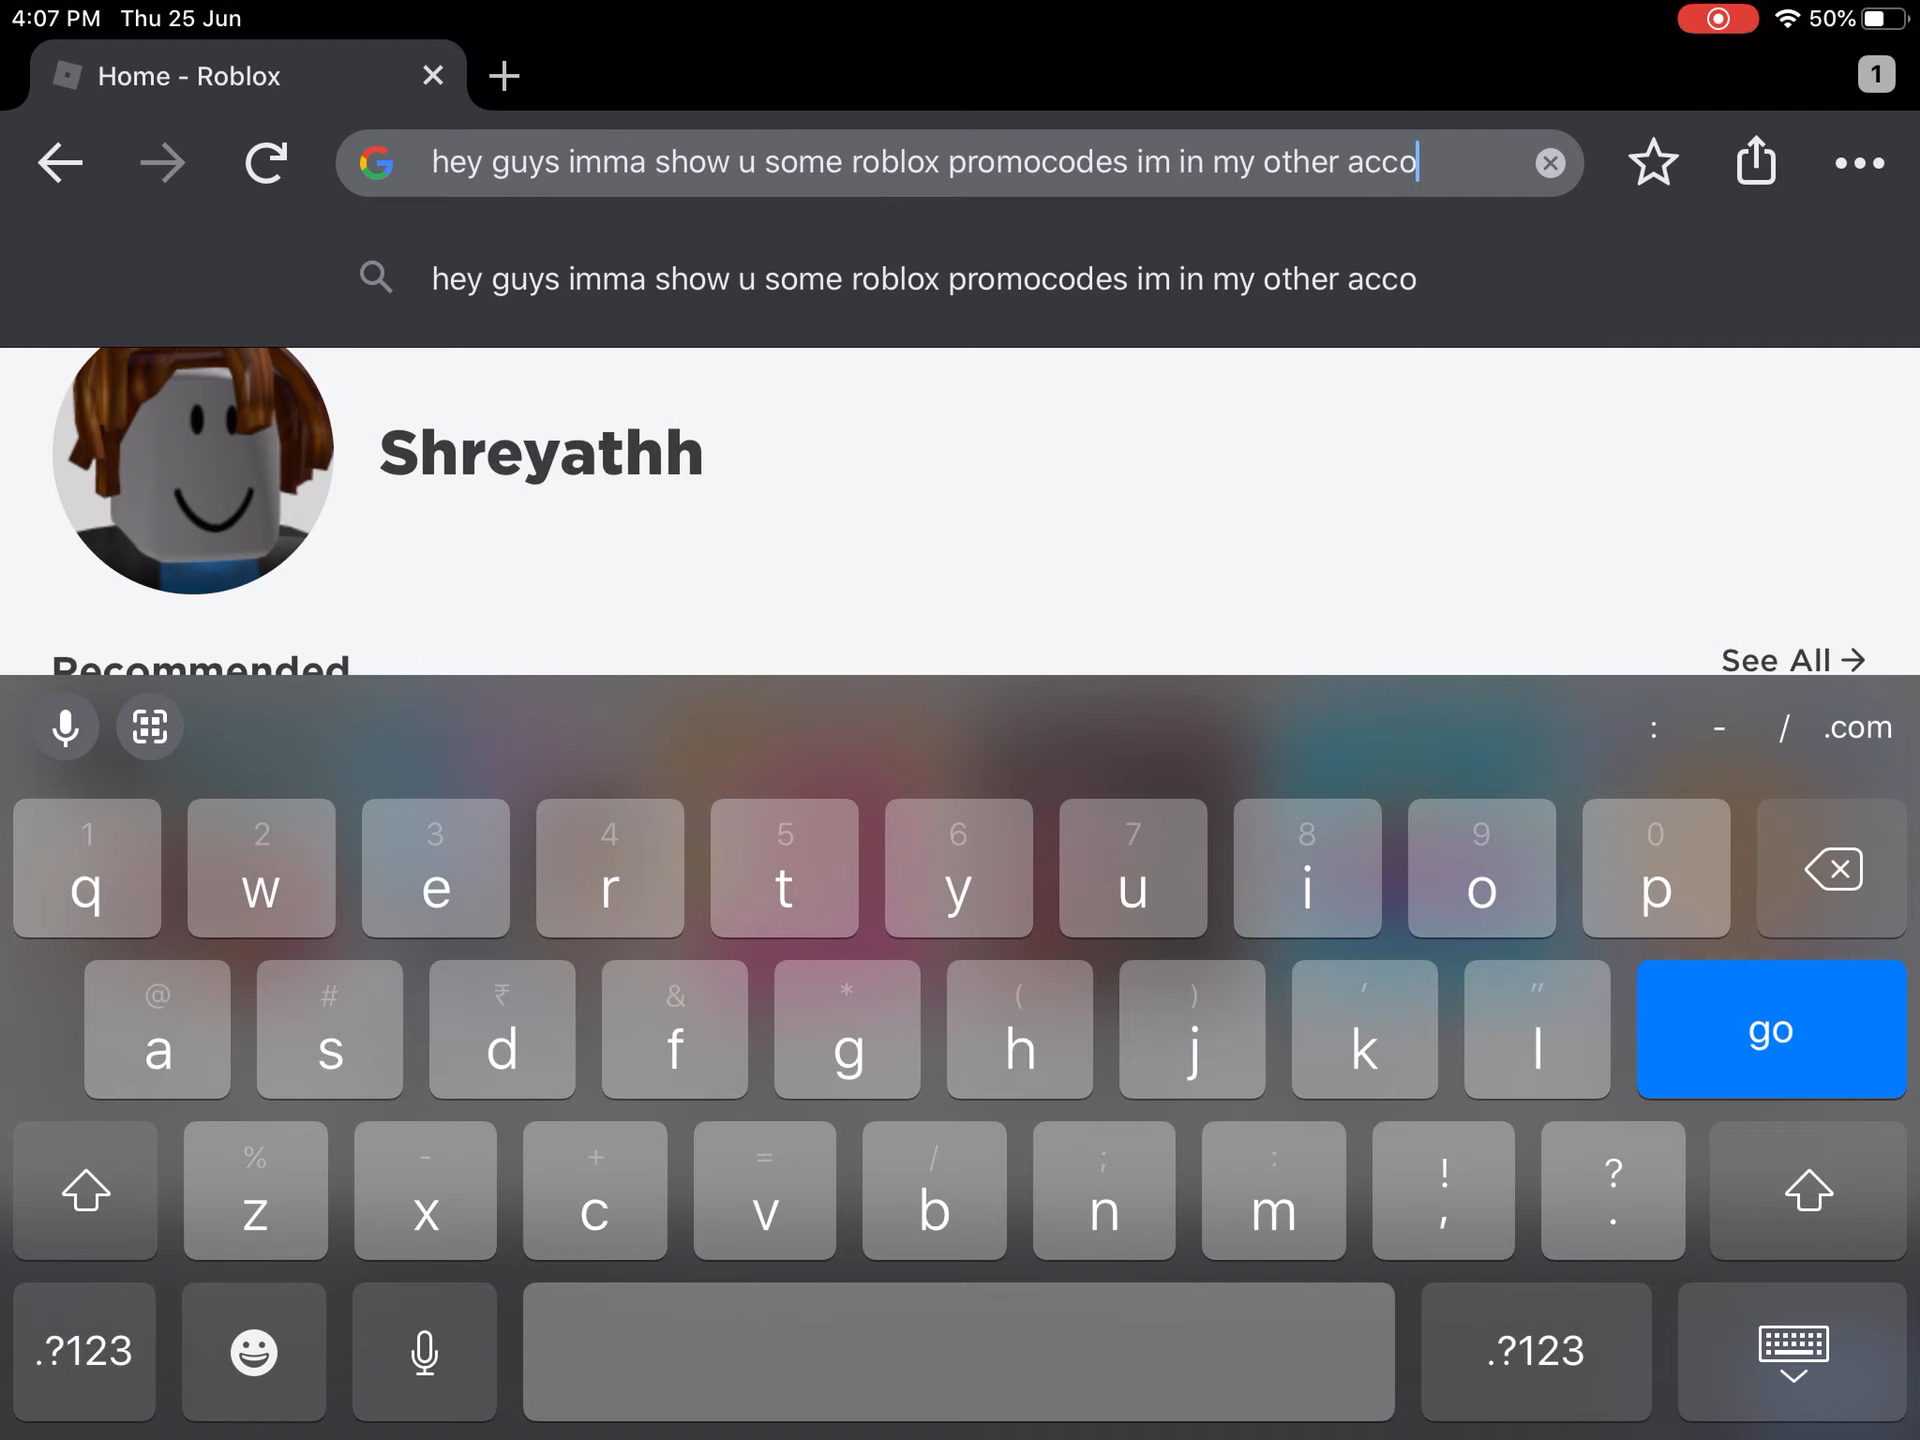 4:07 PM Thu 25 Jun
50%
Home - Roblox
1
hey guys imma show u some roblox promocodes im in my other acco
hey guys imma show u some roblox promocodes im in my other acco
Shreyathh
Recommended
See All →
: - / .com
1 2 3 4 5 6 7 8 9 0
q w e r t y u i o p
@ # ₹ & * ( ) ' "
a s d f g h j k l
go
% - + = / ; : ! ?
z x c v b n m , .
.?123 .?123